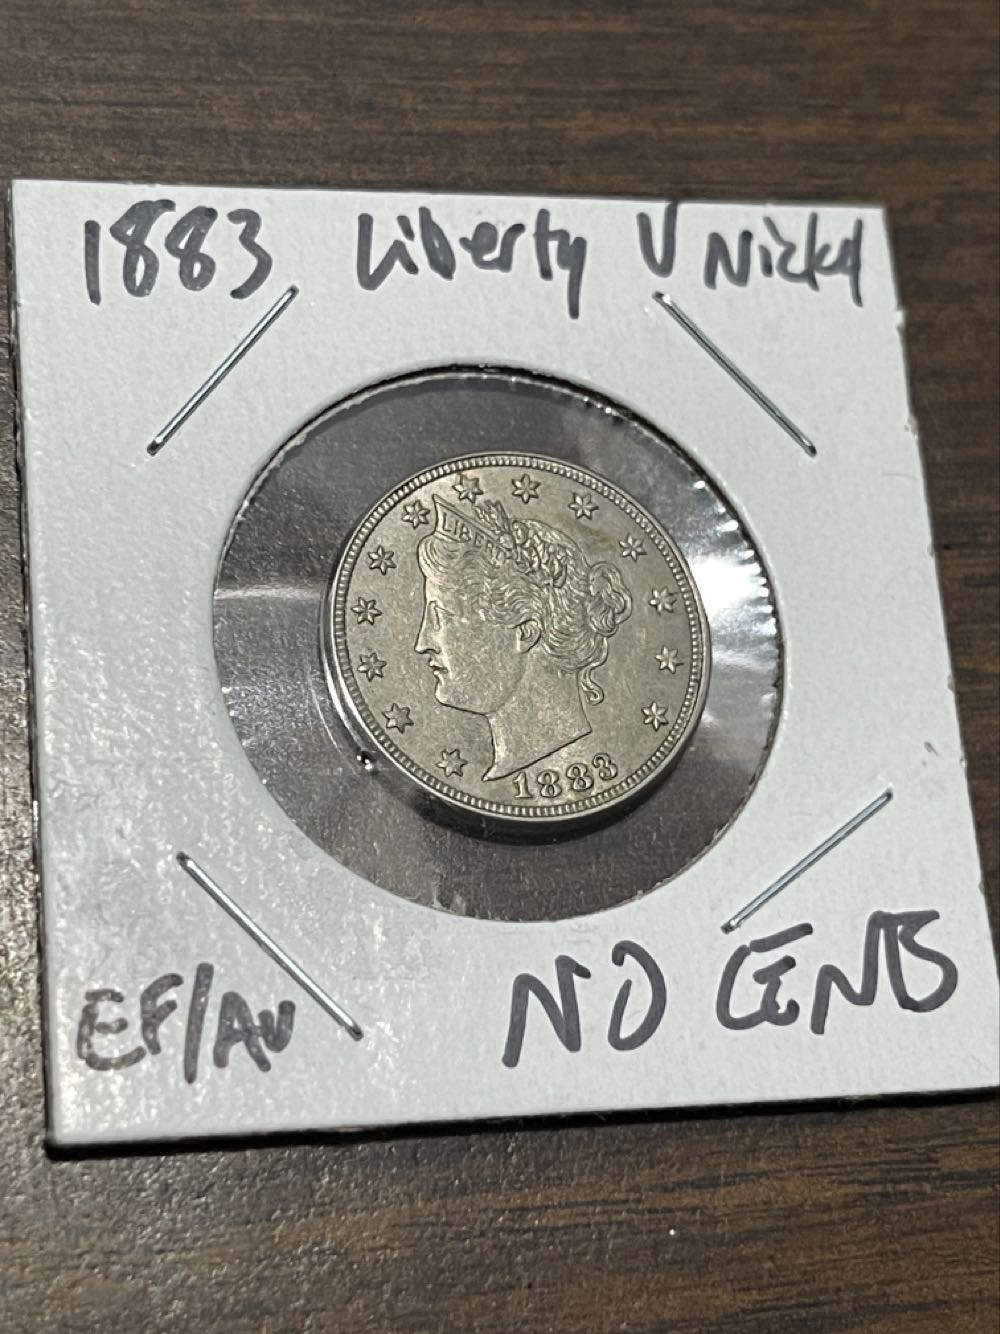 1883 Liberty V Nickel
LIBERTY
1883
EF/AU
NO CENTS